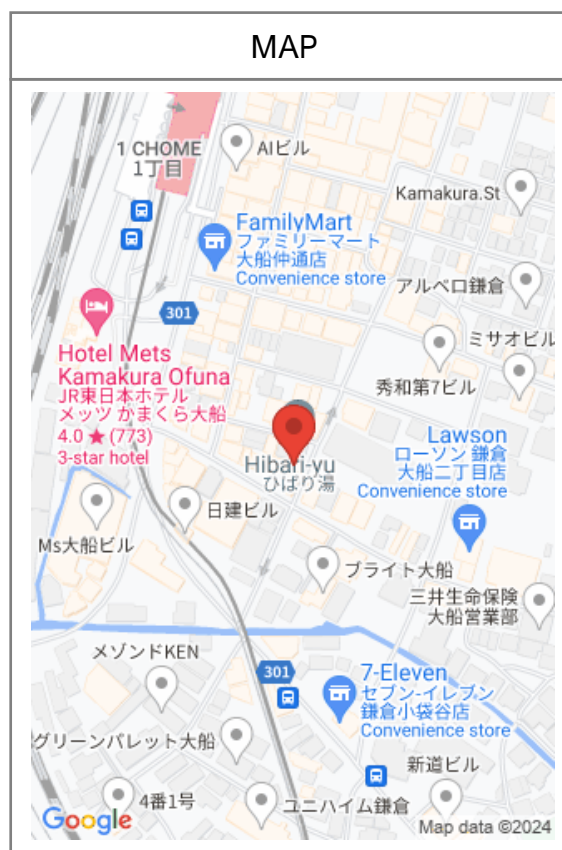 MAP
1 CHOME
1丁目
AIビル
Kamakura.St
FamilyMart
ファミリーマート
大船仲通店
Convenience store
アルベロ鎌倉
301
ミサオビル
Hotel Mets
Kamakura Ofuna
JR東日本ホテル
メッツ かまくら大船
4.0 ★ (773)
3-star hotel
秀和第7ビル
Lawson
ローソン 鎌倉
大船二丁目店
Convenience store
Hibari-yu
ひばり湯
日建ビル
Ms大船ビル
ブライト大船
三井生命保険
大船営業部
メゾンドKEN
301
7-Eleven
セブン-イレブン
鎌倉小袋谷店
Convenience store
グリーンパレット大船
新道ビル
4番1号
ユニハイム鎌倉
Google
Map data ©2024